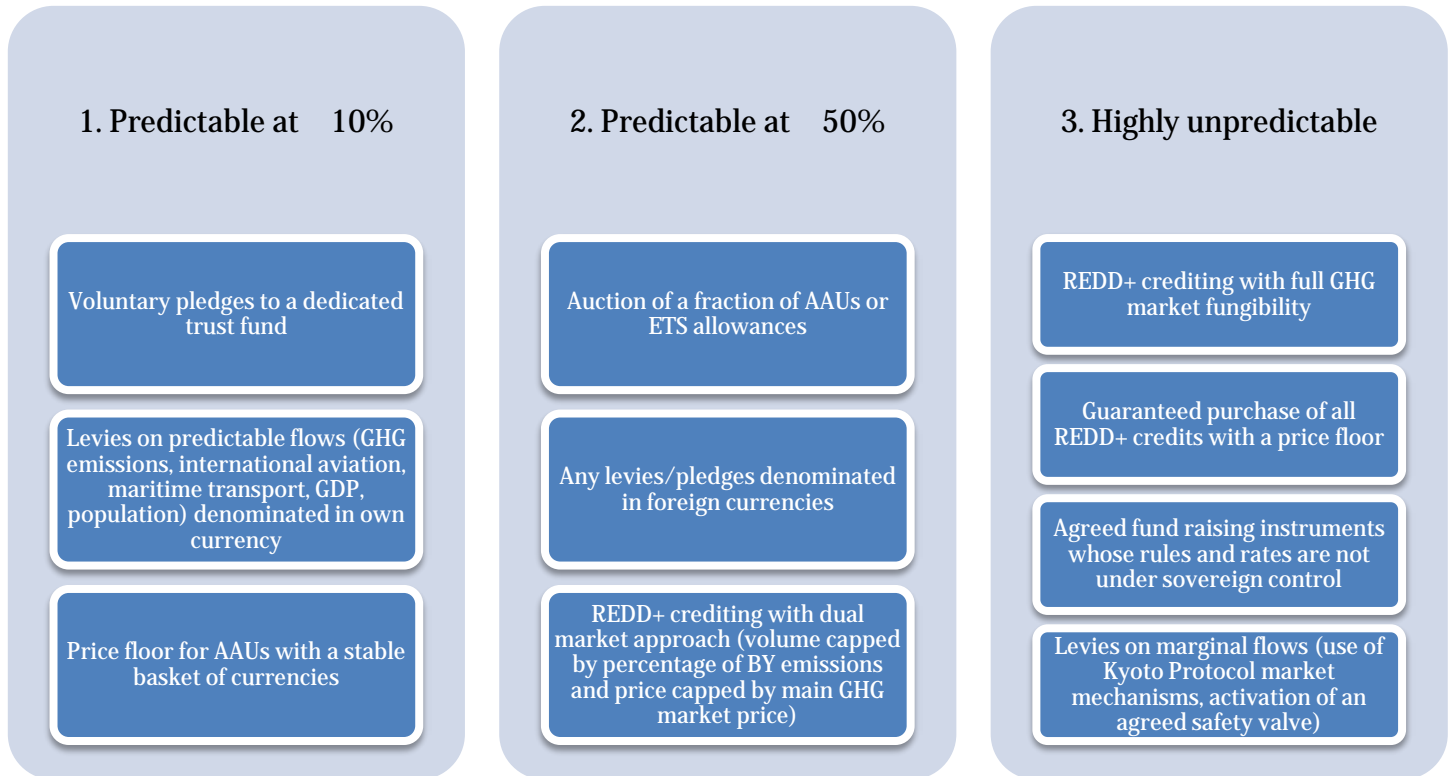 1. Predictable at 10%
Voluntary pledges to a dedicated
trust fund
Levies on predictable flows (GHG
emissions, international aviation,
maritime transport, GDP,
population) denominated in own
currency
Price floor for AAUs with a stable
basket of currencies
2. Predictable at 50%
Auction of a fraction of AAUs or
ETS allowances
Any levies/pledges denominated
in foreign currencies
REDD+ crediting with dual
market approach (volume capped
by percentage of BY emissions
and price capped by main GHG
market price)
3. Highly unpredictable
REDD+ crediting with full GHG
market fungibility
Guaranteed purchase of all
REDD+ credits with a price floor
Agreed fund raising instruments
whose rules and rates are not
under sovereign control
Levies on marginal flows (use of
Kyoto Protocol market
mechanisms, activation of an
agreed safety valve)